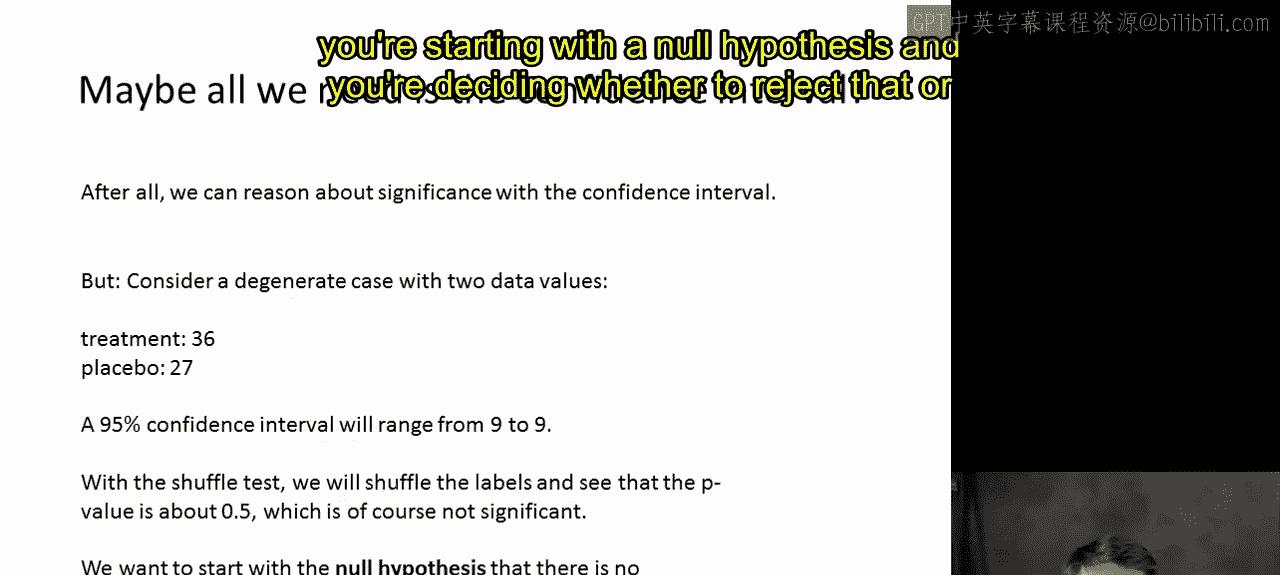 GPT中英字幕课程资源@bilibili.com
you're starting with a null hypothesis and
you're deciding whether to reject that or
Maybe all we
After all, we can reason about significance with the confidence interval.
But: Consider a degenerate case with two data values:
treatment: 36
placebo: 27
A 95% confidence interval will range from 9 to 9.
With the shuffle test, we will shuffle the labels and see that the p-
value is about 0.5, which is of course not significant.
We want to start with the null hypothesis that there is no